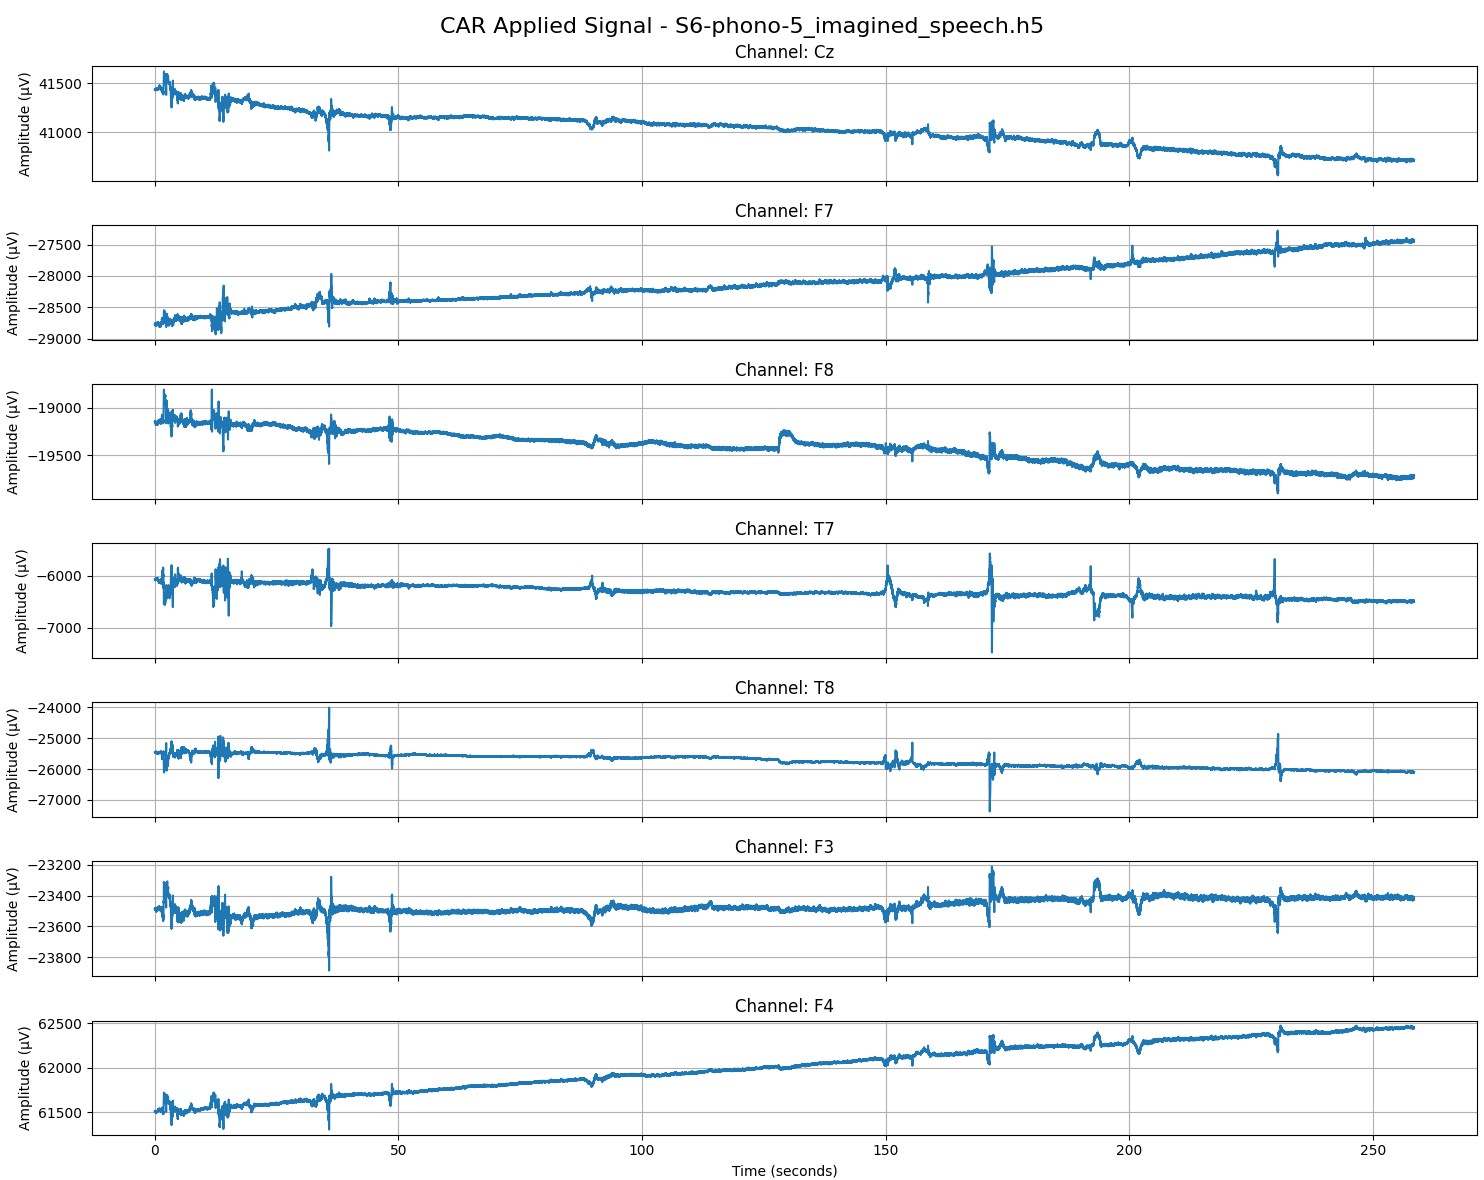 CAR Applied Signal - S6-phono-5_imagined_speech.h5
Channel: Cz
Amplitude (µV)
41500
41000
Channel: F7
Amplitude (µV)
−27500
−28000
−28500
−29000
Channel: F8
Amplitude (µV)
−19000
−19500
Channel: T7
Amplitude (µV)
−6000
−7000
Channel: T8
Amplitude (µV)
−24000
−25000
−26000
−27000
Channel: F3
Amplitude (µV)
−23200
−23400
−23600
−23800
Channel: F4
Amplitude (µV)
62500
62000
61500
0 50 100 150 200 250
Time (seconds)